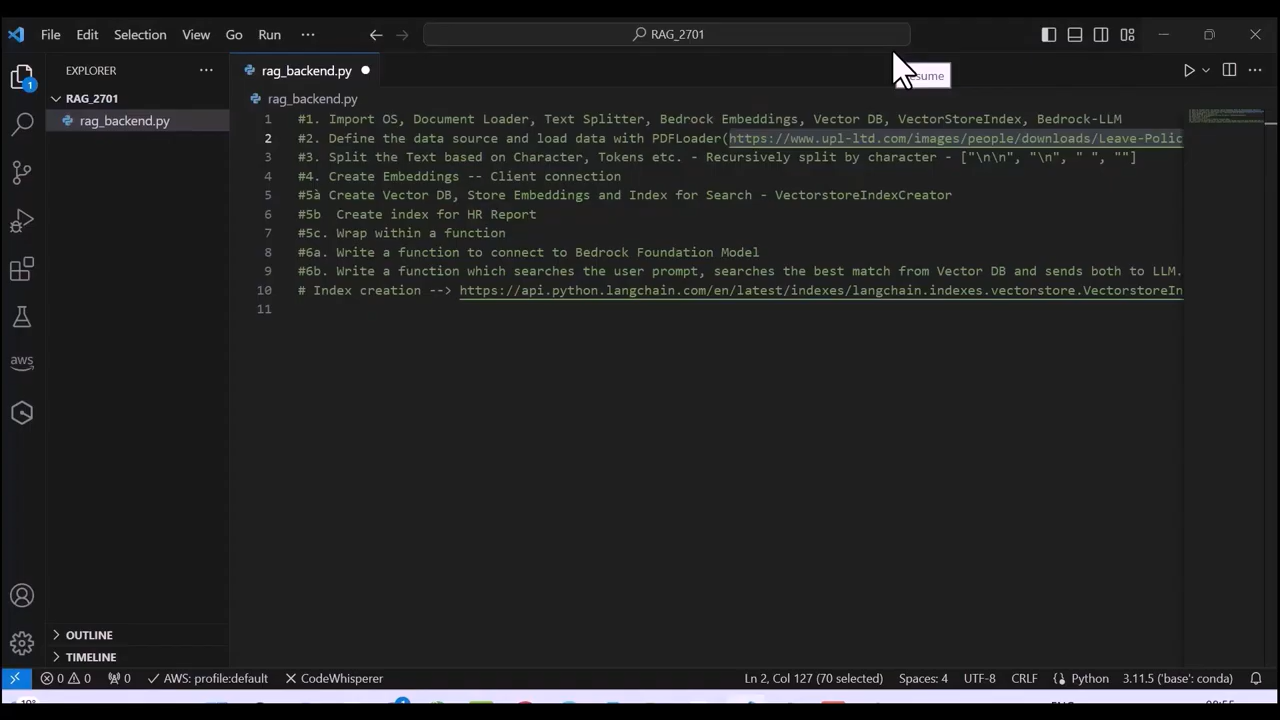 File Edit Selection View Go Run ··· RAG_2701
EXPLORER ··· rag_backend.py
RAG_2701
rag_backend.py
rag_backend.py
1 #1. Import OS, Document Loader, Text Splitter, Bedrock Embeddings, Vector DB, VectorStoreIndex, Bedrock-LLM
2 #2. Define the data source and load data with PDFLoader(https://www.upl-ltd.com/images/people/downloads/Leave-Polic
3 #3. Split the Text based on Character, Tokens etc. - Recursively split by character - ["\n\n", "\n", " ", ""]
4 #4. Create Embeddings -- Client connection
5 #5à Create Vector DB, Store Embeddings and Index for Search - VectorstoreIndexCreator
6 #5b  Create index for HR Report
7 #5c. Wrap within a function
8 #6a. Write a function to connect to Bedrock Foundation Model
9 #6b. Write a function which searches the user prompt, searches the best match from Vector DB and sends both to LLM.
10 # Index creation --> https://api.python.langchain.com/en/latest/indexes/langchain.indexes.vectorstore.VectorstoreIn
11
1
aws
OUTLINE
TIMELINE
0 0 0 AWS: profile:default CodeWhisperer Ln 2, Col 127 (70 selected) Spaces: 4 UTF-8 CRLF Python 3.11.5 ('base': conda)